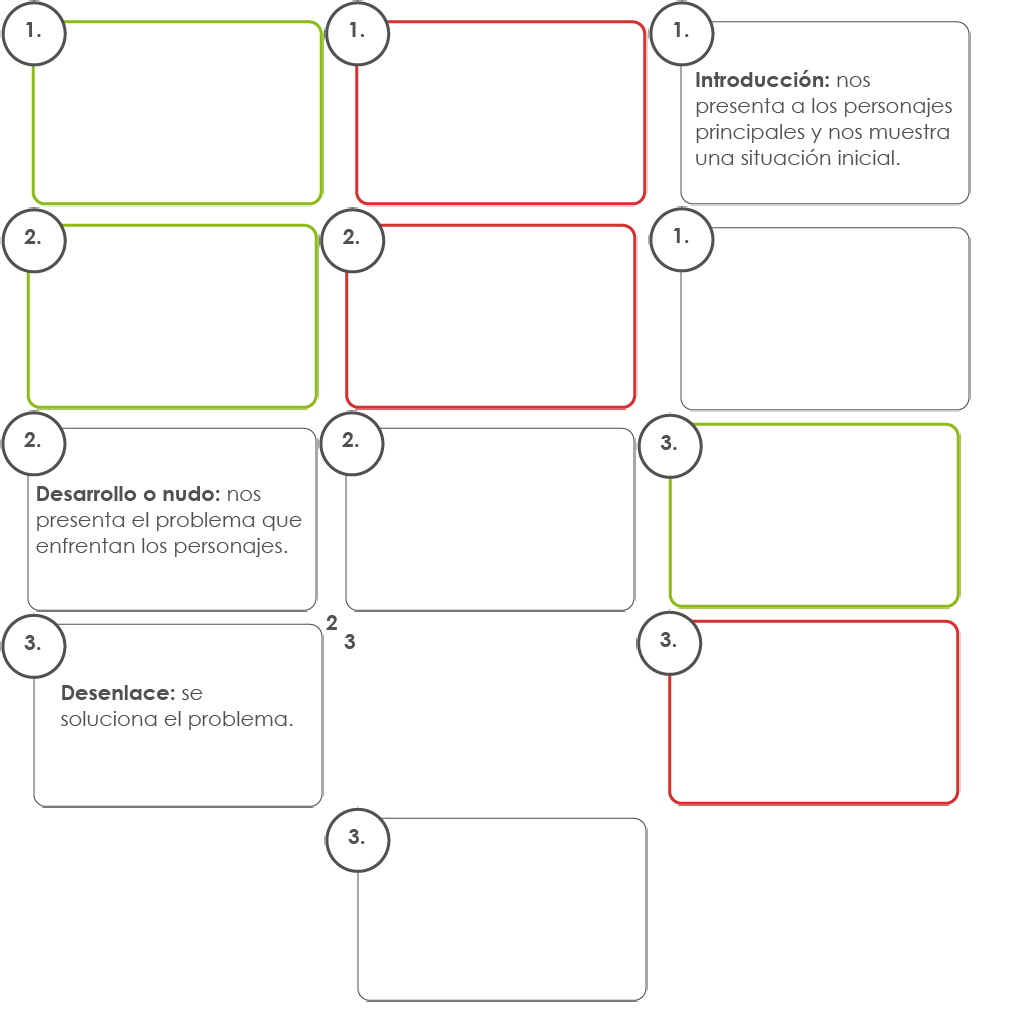 1.
1.
1.
Introducción: nos
presenta a los personajes
principales y nos muestra
una situación inicial.
2.
2.
1.
2.
Desarrollo o nudo: nos
presenta el problema que
enfrentan los personajes.
2.
3.
3.
Desenlace: se
soluciona el problema.
2
3
3.
3.